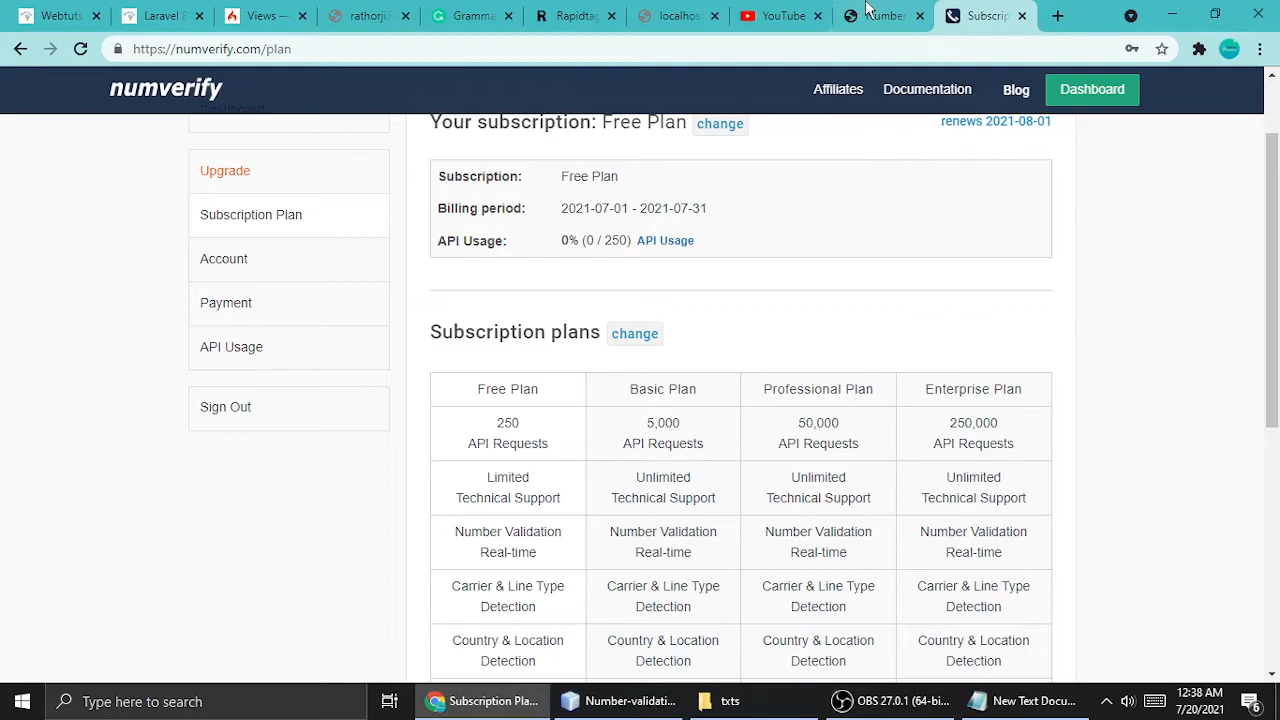 Webtuts
Laravel 8
Views —
rathorji
Gramma
Rapidtag
localhos
YouTube
Number
Subscrip
https://numverify.com/plan
numverify
Affiliates
Documentation
Blog
Dashboard
Dashboard
Upgrade
Subscription Plan
Account
Payment
API Usage
Sign Out
Your subscription: Free Plan change
renews 2021-08-01
Subscription: Free Plan
Billing period: 2021-07-01 - 2021-07-31
API Usage: 0% (0 / 250) API Usage
Subscription plans change
Free Plan Basic Plan Professional Plan Enterprise Plan
250 5,000 50,000 250,000
API Requests API Requests API Requests API Requests
Limited Unlimited Unlimited Unlimited
Technical Support Technical Support Technical Support Technical Support
Number Validation Number Validation Number Validation Number Validation
Real-time Real-time Real-time Real-time
Carrier & Line Type Carrier & Line Type Carrier & Line Type Carrier & Line Type
Detection Detection Detection Detection
Country & Location Country & Location Country & Location Country & Location
Detection Detection Detection Detection
Type here to search
Subscription Pla...
Number-validati...
txts
OBS 27.0.1 (64-bi...
New Text Docu...
12:38 AM
7/20/2021
6